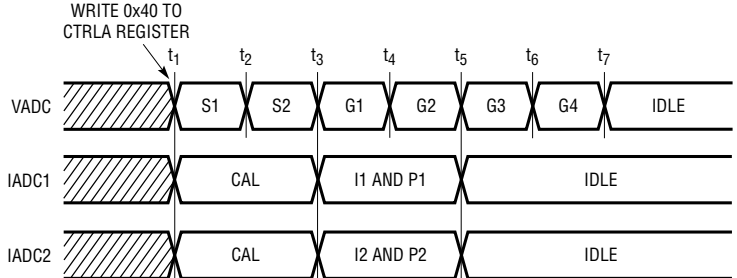 WRITE 0x40 TO
CTRLA REGISTER
t1 t2 t3 t4 t5 t6 t7
VADC S1 S2 G1 G2 G3 G4 IDLE
IADC1 CAL I1 AND P1 IDLE
IADC2 CAL I2 AND P2 IDLE